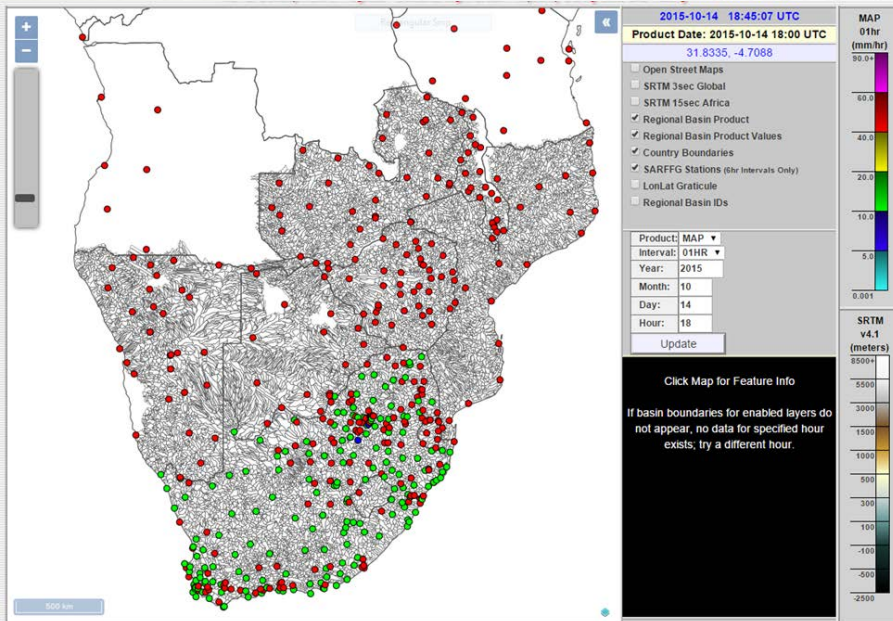 +
−
«
500 km
2015-10-14 18:45:07 UTC
Product Date: 2015-10-14 18:00 UTC
31.8335, -4.7088
Open Street Maps
SRTM 3sec Global
SRTM 15sec Africa
Regional Basin Product
Regional Basin Product Values
Country Boundaries
SARFFG Stations (6hr Intervals Only)
LonLat Graticule
Regional Basin IDs
Product: MAP
Interval: 01HR
Year: 2015
Month: 10
Day: 14
Hour: 18
Update
Click Map for Feature Info
If basin boundaries for enabled layers do
not appear, no data for specified hour
exists; try a different hour.
MAP
01hr
(mm/hr)
90.0+
60.0
40.0
20.0
10.0
5.0
0.001
SRTM
v4.1
(meters)
8500+
5500
3000
1500
1000
500
300
100
-100
-500
-2500